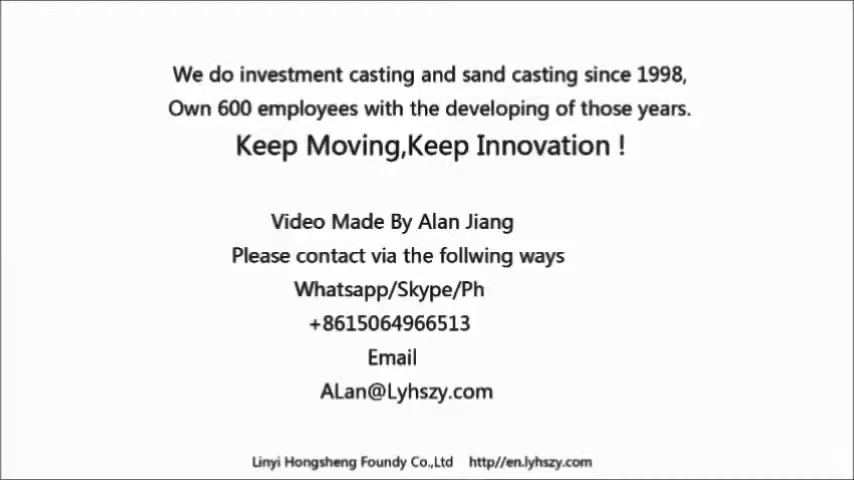 We do investment casting and sand casting since 1998,
Own 600 employees with the developing of those years.
Keep Moving,Keep Innovation !
Video Made By Alan Jiang
Please contact via the follwing ways
Whatsapp/Skype/Ph
+8615064966513
Email
ALan@Lyhszy.com
Linyi Hongsheng Foundy Co.,Ltd http//en.lyhszy.com